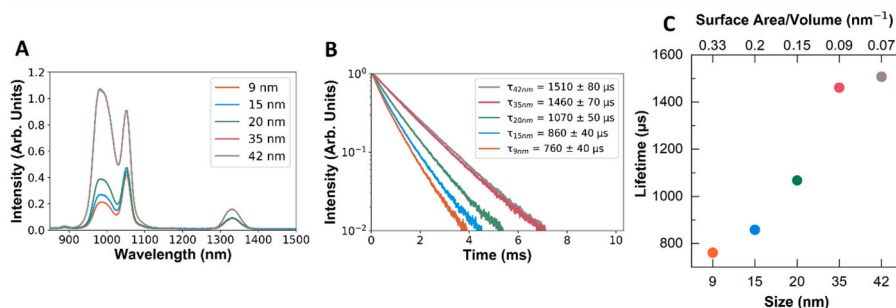 A
Intensity (Arb. Units)
1.2
1.0
0.8
0.6
0.4
0.2
0.0
900
1000
1100
1200
1300
1400
1500
Wavelength (nm)
9 nm
15 nm
20 nm
35 nm
42 nm
B
Intensity (Arb. Units)
10⁰
10⁻¹
10⁻²
0
2
4
6
8
10
Time (ms)
τ42nm = 1510 ± 80 μs
τ35nm = 1460 ± 70 μs
τ20nm = 1070 ± 50 μs
τ15nm = 860 ± 40 μs
τ9nm = 760 ± 40 μs
C
Surface Area/Volume (nm⁻¹)
0.33 0.2 0.15 0.09 0.07
Lifetime (μs)
1600
1400
1200
1000
800
9 15 20 35 42
Size (nm)